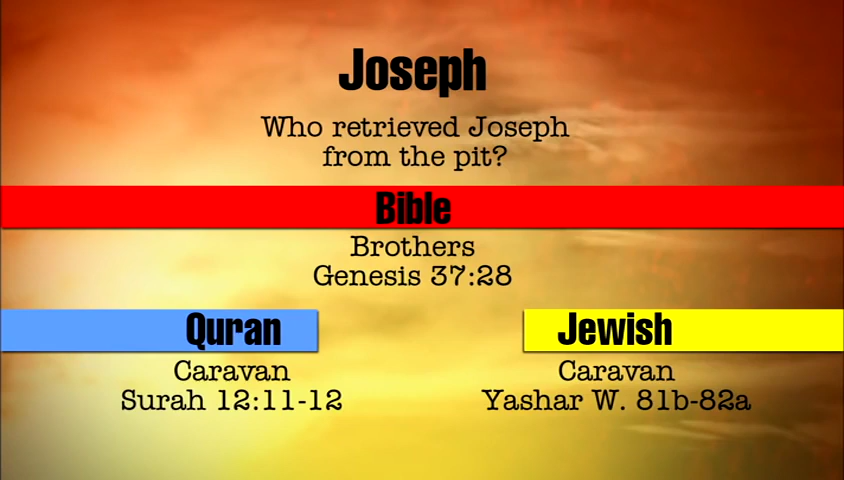 Joseph
Who retrieved Joseph
from the pit?
Bible
Brothers
Genesis 37:28
Quran
Caravan
Surah 12:11-12
Jewish
Caravan
Yashar W. 81b-82a